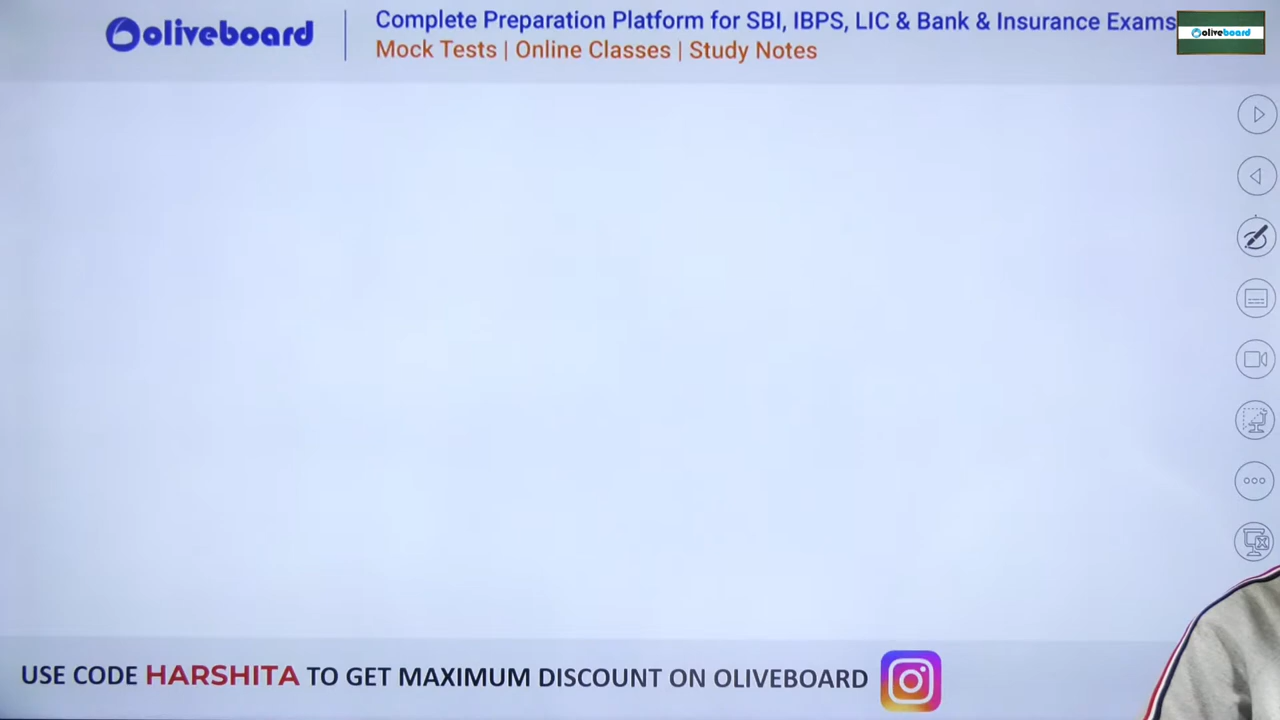 oliveboard
Complete Preparation Platform for SBI, IBPS, LIC & Bank & Insurance Exams
Mock Tests | Online Classes | Study Notes
oliveboard
USE CODE HARSHITA TO GET MAXIMUM DISCOUNT ON OLIVEBOARD